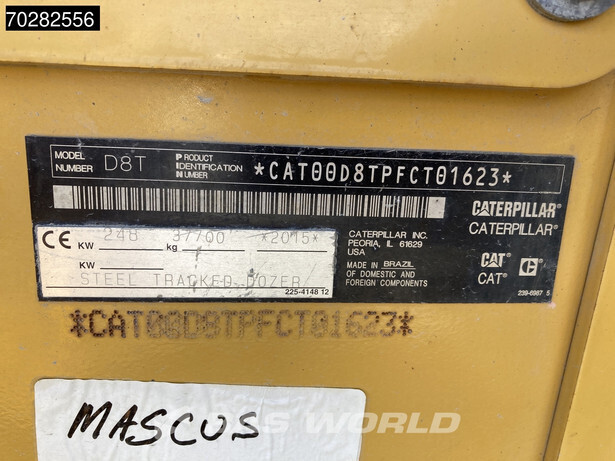 70282556
MODEL NUMBER D8T PRODUCT IDENTIFICATION NUMBER *CAT00D8TPFCT01623*
CATERPILLAR®
CATERPILLAR®
CE 248 KW 37700 kg *2015*
KW
STEEL TRACKED DOZER
225-4148 12
CATERPILLAR INC.
PEORIA, IL 61629
USA
MADE IN BRAZIL
OF DOMESTIC AND
FOREIGN COMPONENTS
CAT®
CAT®
239-6967 5
*CAT00D8TPFCT01623*
MASCUS
WORLD